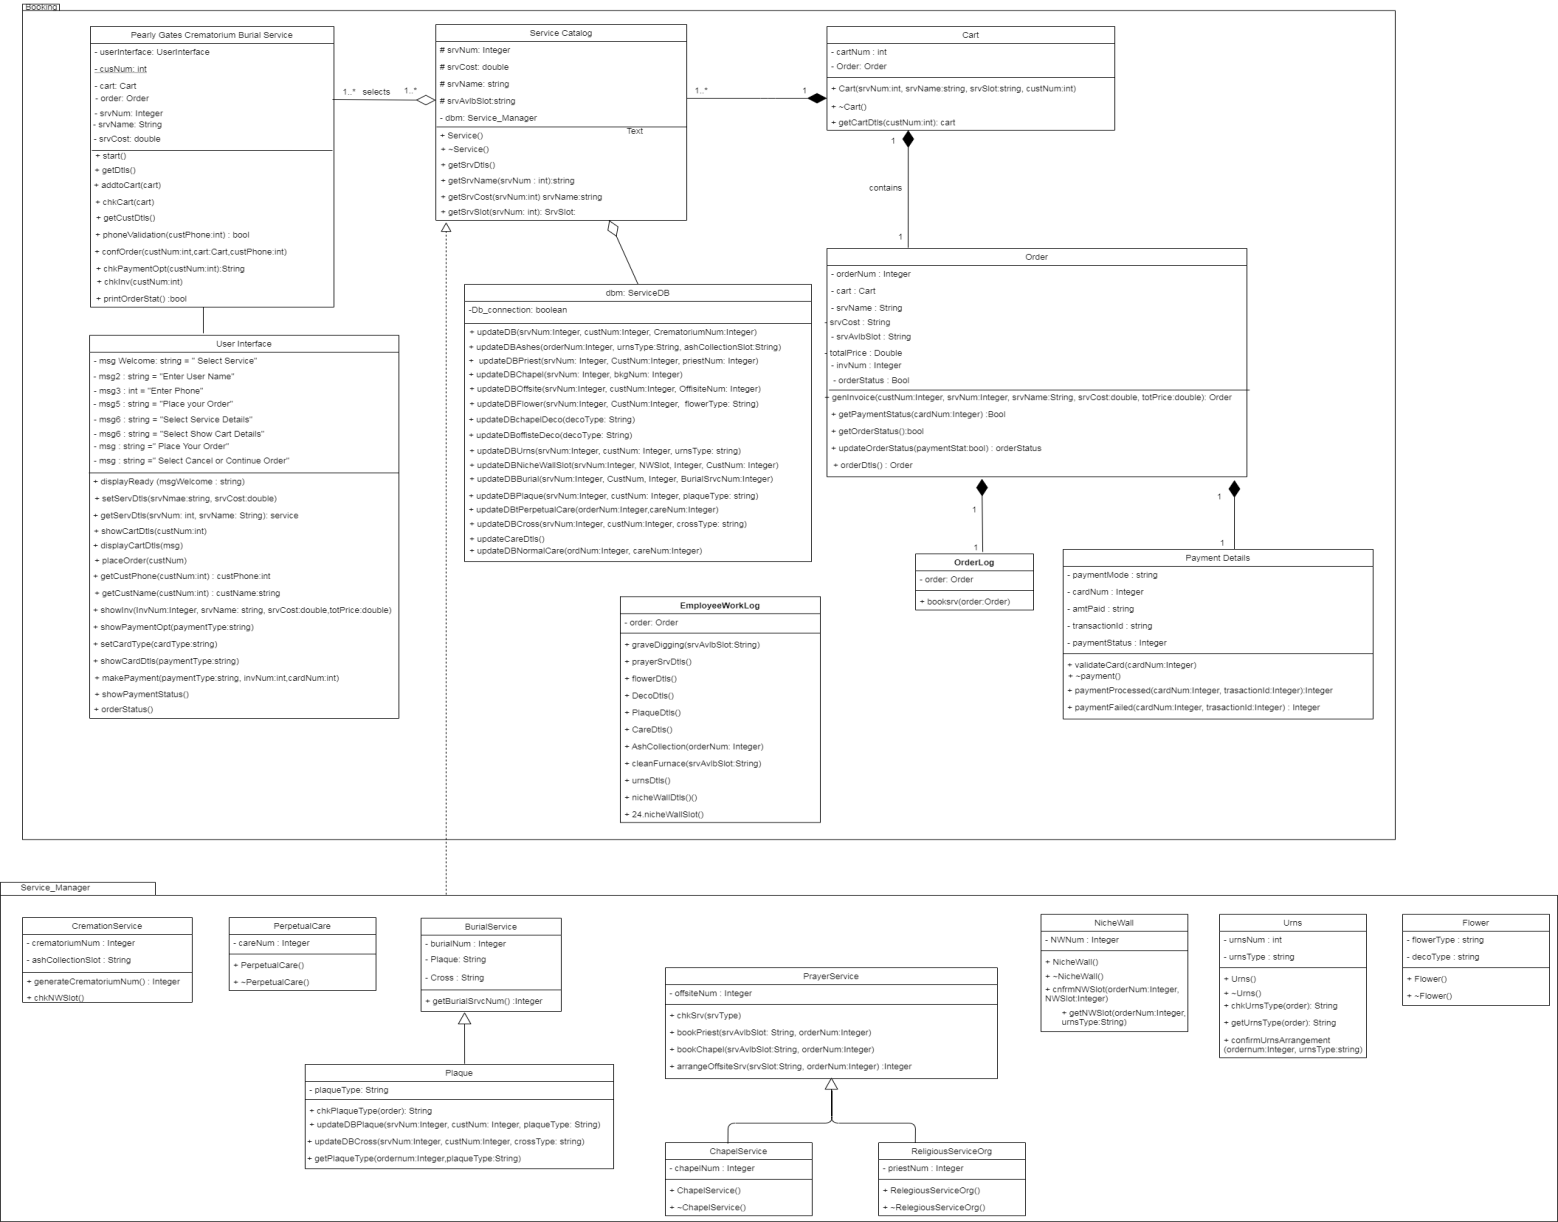 Booking
Pearly Gates Crematorium Burial Service
- userInterface: UserInterface
- cusNum: int
- cart: Cart
- order: Order
- srvNum: Integer
- srvName: String
- srvCost: double
+ start()
+ getDtls()
+ addtoCart(cart)
+ chkCart(cart)
+ getCustDtls()
+ phoneValidation(custPhone:int) : bool
+ confOrder(custNum:int,cart:Cart,custPhone:int)
+ chkPaymentOpt(custNum:int):String
+ chkInv(custNum:int)
+ printOrderStat() :bool
1..* selects 1..*
Service Catalog
# srvNum: Integer
# srvCost: double
# srvName: string
# srvAvlbSlot:string
- dbm: Service_Manager
Text
+ Service()
+ ~Service()
+ getSrvDtls()
+ getSrvName(srvNum : int):string
+ getSrvCost(srvNum:int) srvName:string
+ getSrvSlot(srvNum: int): SrvSlot:
1..* 1
Cart
- cartNum : int
- Order: Order
+ Cart(srvNum:int, srvName:string, srvSlot:string, custNum:int)
+ ~Cart()
+ getCartDtls(custNum:int): cart
1
contains
1
Order
- orderNum : Integer
- cart : Cart
- srvName : String
- srvCost : String
- srvAvlbSlot : String
- totalPrice : Double
- invNum : Integer
- orderStatus : Bool
+ genInvoice(custNum:Integer, srvNum:Integer, srvName:String, srvCost:double, totPrice:double): Order
+ getPaymentStatus(cardNum:Integer) :Bool
+ getOrderStatus():bool
+ updateOrderStatus(paymentStat:bool) : orderStatus
+ orderDtls() : Order
User Interface
- msg Welcome: string = " Select Service"
- msg2 : string = "Enter User Name"
- msg3 : int = "Enter Phone"
- msg5 : string = "Place your Order"
- msg6 : string = "Select Service Details"
- msg6 : string = "Select Show Cart Details"
- msg : string =" Place Your Order"
- msg : string =" Select Cancel or Continue Order"
+ displayReady (msgWelcome : string)
+ setServDtls(srvNmae:string, srvCost:double)
+ getServDtls(srvNum: int, srvName: String): service
+ showCartDtls(custNum:int)
+ displayCartDtls(msg)
+ placeOrder(custNum)
+ getCustPhone(custNum:int) : custPhone:int
+ getCustName(custNum:int) : custName:string
+ showInv(InvNum:Integer, srvName: string, srvCost:double,totPrice:double)
+ showPaymentOpt(paymentType:string)
+ setCardType(cardType:string)
+ showCardDtls(paymentType:string)
+ makePayment(paymentType:string, invNum:int,cardNum:int)
+ showPaymentStatus()
+ orderStatus()
dbm: ServiceDB
-Db_connection: boolean
+ updateDB(srvNum:Integer, custNum:Integer, CrematoriumNum:Integer)
+ updateDBAshes(orderNum:Integer, urnsType:String, ashCollectionSlot:String)
+ updateDBPriest(srvNum: Integer, CustNum:Integer, priestNum: Integer)
+ updateDBChapel(srvNum: Integer, bkgNum: Integer)
+ updateDBOffsite(srvNum:Integer, custNum:Integer, OffisiteNum: Integer)
+ updateDBFlower(srvNum:Integer, CustNum:Integer, flowerType: String)
+ updateDBchapelDeco(decoType: String)
+ updateDBoffisteDeco(decoType: String)
+ updateDBUrns(srvNum:Integer, custNum: Integer, urnsType: string)
+ updateDBNicheWallSlot(srvNum:Integer, NWSlot, Integer, CustNum: Integer)
+ updateDBBurial(srvNum:Integer, CustNum, Integer, BurialSrvcNum:Integer)
+ updateDBPlaque(srvNum:Integer, custNum: Integer, plaqueType: string)
+ updateDBtPerpetualCare(orderNum:Integer,careNum:Integer)
+ updateDBCross(srvNum:Integer, custNum:Integer, crossType: string)
+ updateCareDtls()
+ updateDBNormalCare(ordNum:Integer, careNum:Integer)
1
1
OrderLog
- order: Order
+ booksrv(order:Order)
1
1
Payment Details
- paymentMode : string
- cardNum : Integer
- amtPaid : string
- transactionId : string
- paymentStatus : Integer
+ validateCard(cardNum:Integer)
+ ~payment()
+ paymentProcessed(cardNum:Integer, trasactionId:Integer):Integer
+ paymentFailed(cardNum:Integer, trasactionId:Integer) : Integer
EmployeeWorkLog
- order: Order
+ graveDigging(srvAvlbSlot:String)
+ prayerSrvDtls()
+ flowerDtls()
+ DecoDtls()
+ PlaqueDtls()
+ CareDtls()
+ AshCollection(orderNum: Integer)
+ cleanFurnace(srvAvlbSlot:String)
+ urnsDtls()
+ nicheWallDtls()()
+ 24.nicheWallSlot()
Service_Manager
CremationService
- crematoriumNum : Integer
- ashCollectionSlot : String
+ generateCrematoriumNum() : Integer
+ chkNWSlot()
PerpetualCare
- careNum : Integer
+ PerpetualCare()
+ ~PerpetualCare()
BurialService
- burialNum : Integer
- Plaque: String
- Cross : String
+ getBurialSrvcNum() :Integer
Plaque
- plaqueType: String
+ chkPlaqueType(order): String
+ updateDBPlaque(srvNum:Integer, custNum: Integer, plaqueType: String)
+ updateDBCross(srvNum:Integer, custNum:Integer, crossType: string)
+ getPlaqueType(ordernum:Integer,plaqueType:String)
PrayerService
- offsiteNum : Integer
+ chkSrv(srvType)
+ bookPriest(srvAvlbSlot: String, orderNum:Integer)
+ bookChapel(srvAvlbSlot:String, orderNum:Integer)
+ arrangeOffsiteSrv(srvSlot:String, orderNum:Integer) :Integer
ChapelService
- chapelNum : Integer
+ ChapelService()
+ ~ChapelService()
ReligiousServiceOrg
- priestNum : Integer
+ RelegiousServiceOrg()
+ ~RelegiousServiceOrg()
NicheWall
- NWNum : Integer
+ NicheWall()
+ ~NicheWall()
+ cnfrmNWSlot(orderNum:Integer,
NWSlot:Integer)
+ getNWSlot(orderNum:Integer,
urnsType:String)
Urns
- urnsNum : int
- urnsType : string
+ Urns()
+ ~Urns()
+ chkUrnsType(order): String
+ getUrnsType(order): String
+ confirmUrnsArrangement
(ordernum:Integer, urnsType:string)
Flower
- flowerType : string
- decoType : string
+ Flower()
+ ~Flower()